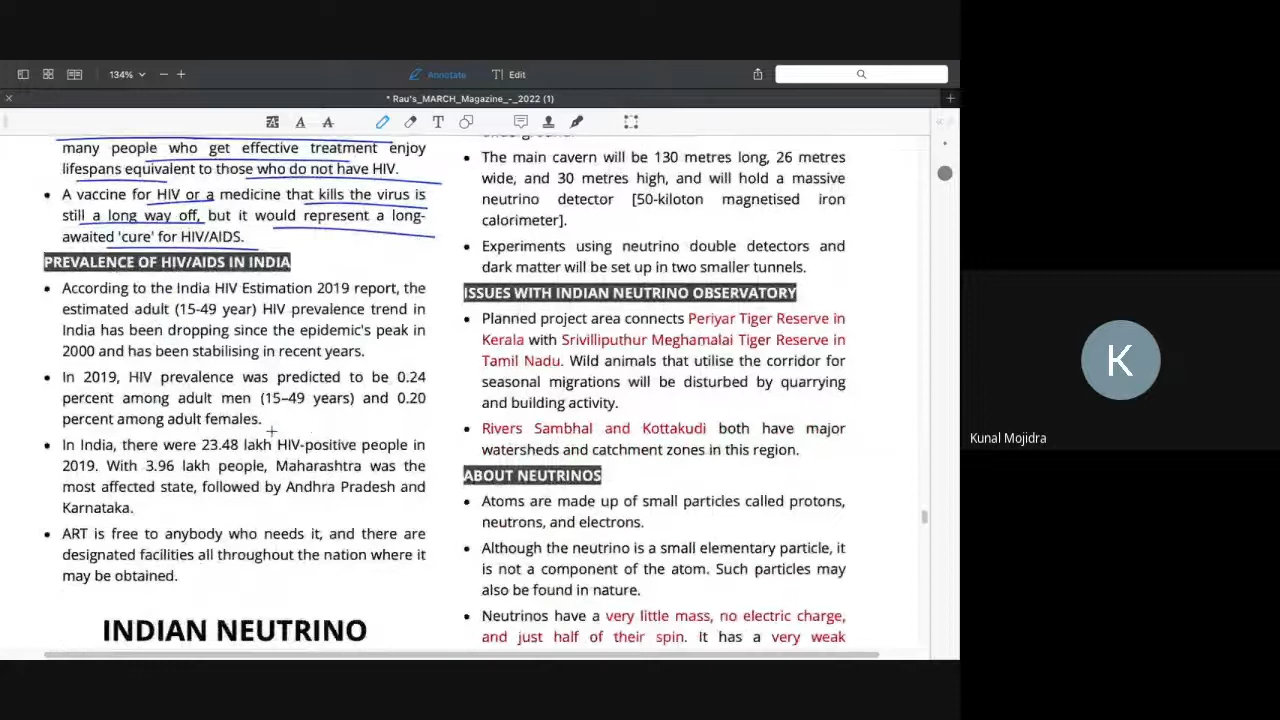 134%
Annotate
Edit
* Rau's_MARCH_Magazine_-_2022 (1)
many people who get effective treatment enjoy
lifespans equivalent to those who do not have HIV.
• A vaccine for HIV or a medicine that kills the virus is
still a long way off, but it would represent a long-
awaited 'cure' for HIV/AIDS.
PREVALENCE OF HIV/AIDS IN INDIA
• According to the India HIV Estimation 2019 report, the
estimated adult (15-49 year) HIV prevalence trend in
India has been dropping since the epidemic's peak in
2000 and has been stabilising in recent years.
• In 2019, HIV prevalence was predicted to be 0.24
percent among adult men (15–49 years) and 0.20
percent among adult females.
• In India, there were 23.48 lakh HIV-positive people in
2019. With 3.96 lakh people, Maharashtra was the
most affected state, followed by Andhra Pradesh and
Karnataka.
• ART is free to anybody who needs it, and there are
designated facilities all throughout the nation where it
may be obtained.
INDIAN NEUTRINO
• The main cavern will be 130 metres long, 26 metres
wide, and 30 metres high, and will hold a massive
neutrino detector [50-kiloton magnetised iron
calorimeter].
• Experiments using neutrino double detectors and
dark matter will be set up in two smaller tunnels.
ISSUES WITH INDIAN NEUTRINO OBSERVATORY
• Planned project area connects Periyar Tiger Reserve in
Kerala with Srivilliputhur Meghamalai Tiger Reserve in
Tamil Nadu. Wild animals that utilise the corridor for
seasonal migrations will be disturbed by quarrying
and building activity.
• Rivers Sambhal and Kottakudi both have major
watersheds and catchment zones in this region.
ABOUT NEUTRINOS
• Atoms are made up of small particles called protons,
neutrons, and electrons.
• Although the neutrino is a small elementary particle, it
is not a component of the atom. Such particles may
also be found in nature.
• Neutrinos have a very little mass, no electric charge,
and just half of their spin. It has a very weak
K
Kunal Mojidra